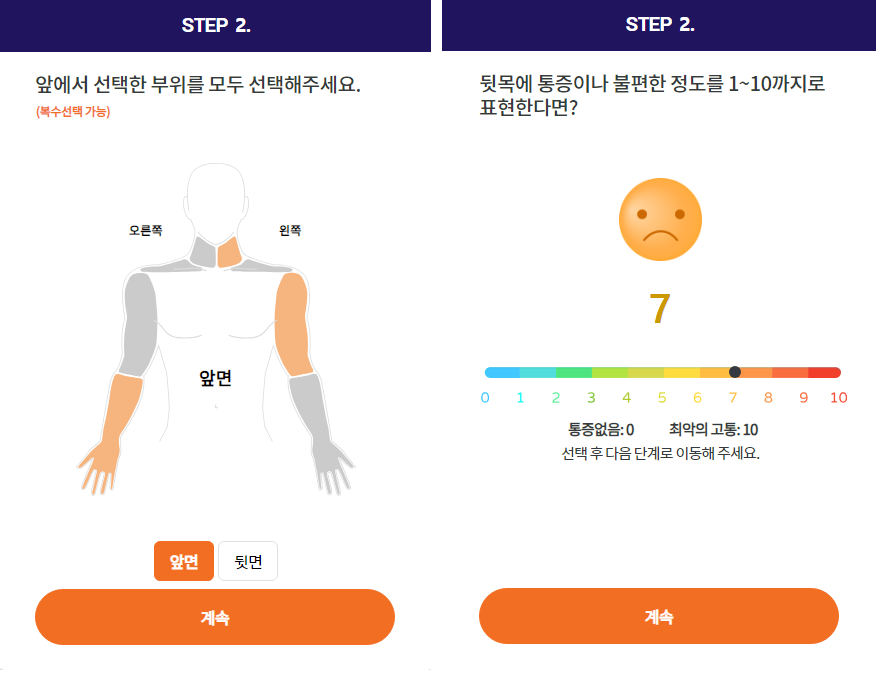 STEP 2.
앞에서 선택한 부위를 모두 선택해주세요.
(복수선택 가능)
오른쪽
왼쪽
앞면
앞면
뒷면
계속
STEP 2.
뒷목에 통증이나 불편한 정도를 1~10까지로
표현한다면?
7
0 1 2 3 4 5 6 7 8 9 10
통증없음: 0 최악의 고통: 10
선택 후 다음 단계로 이동해 주세요.
계속